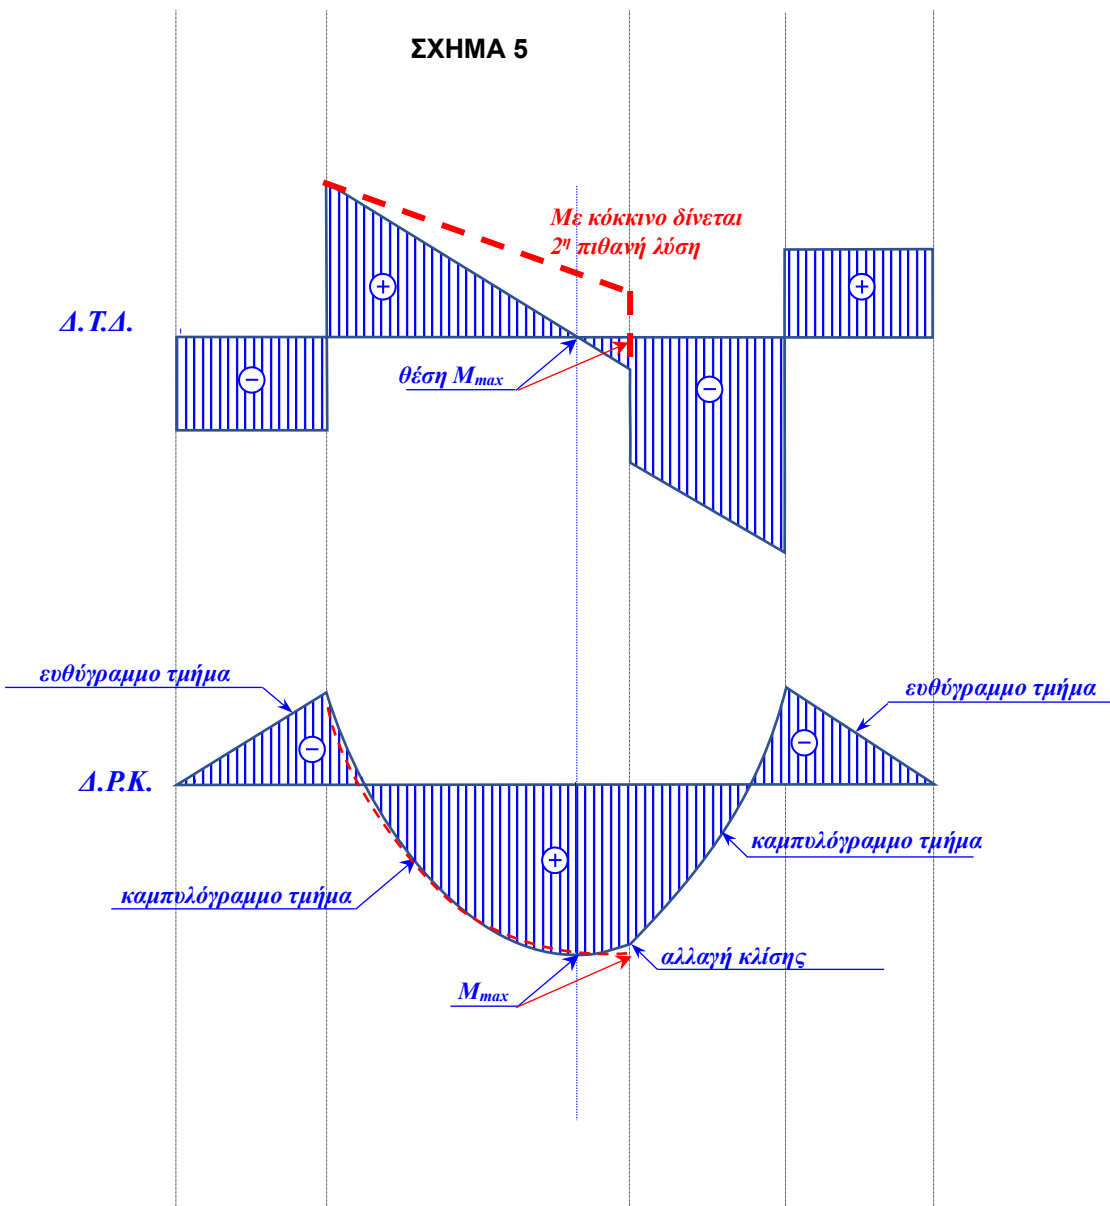 ΣΧΗΜΑ 5
Με κόκκινο δίνεται
2η πιθανή λύση
+
+
Δ.Τ.Δ.
θέση Mmax
−
−
ευθύγραμμο τμήμα
ευθύγραμμο τμήμα
−
−
Δ.Ρ.Κ.
καμπυλόγραμμο τμήμα
+
καμπυλόγραμμο τμήμα
αλλαγή κλίσης
Mmax